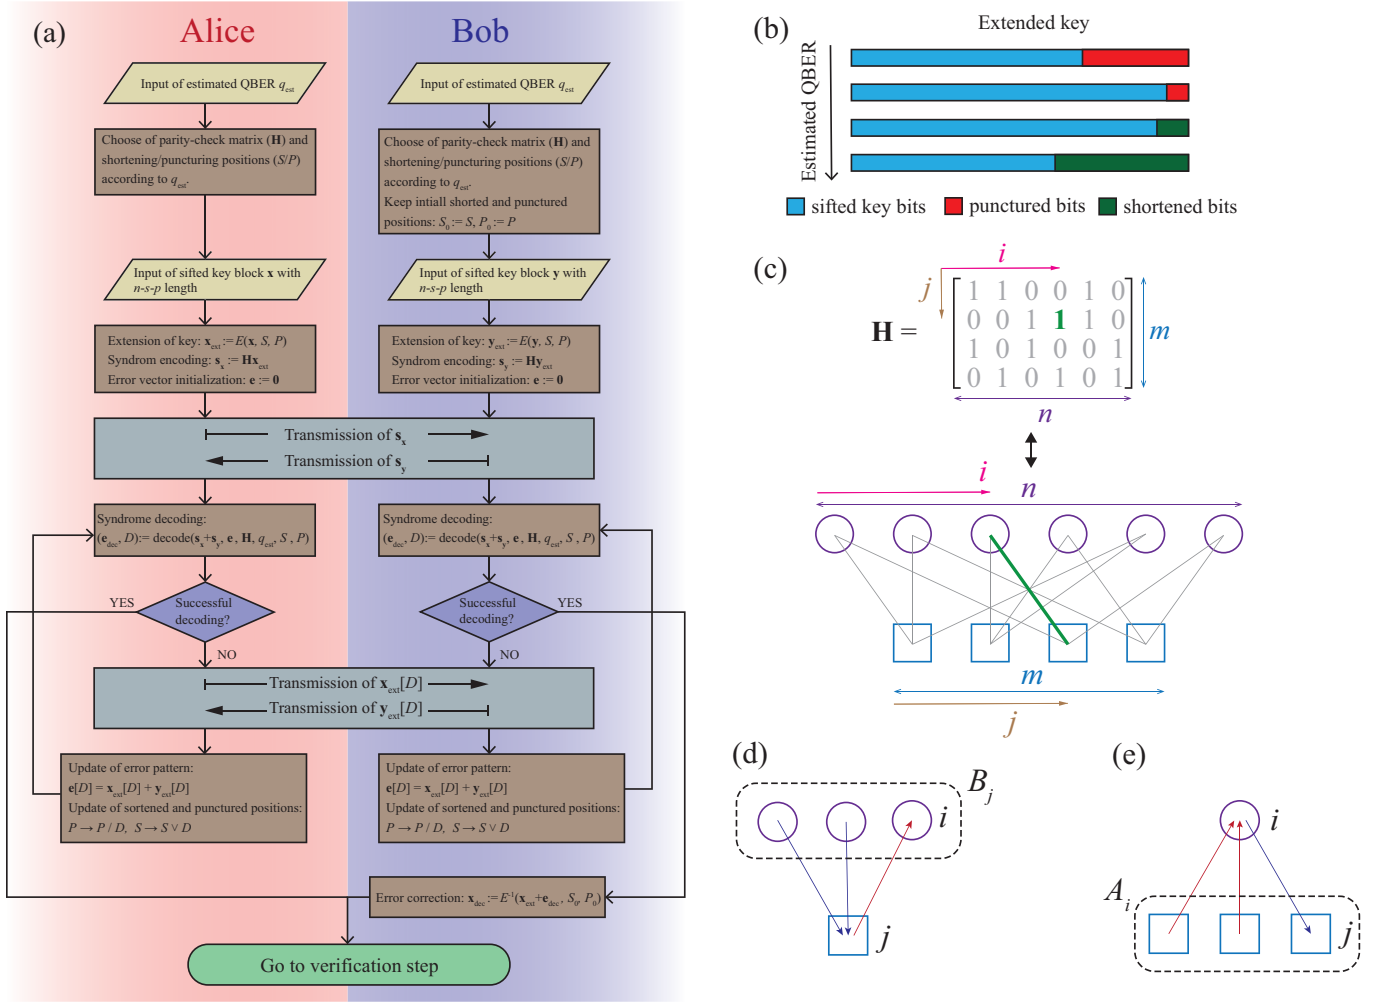 (a)
Alice
Bob
Input of estimated QBER q_est
Input of estimated QBER q_est
Choose of parity-check matrix (H) and
shortening/puncturing positions (S/P)
according to q_est.
Choose of parity-check matrix (H) and
shortening/puncturing positions (S/P)
according to q_est.
Keep intiall shorted and punctured
positions: S_0 := S, P_0 := P
Input of sifted key block x with
n-s-p length
Input of sifted key block y with
n-s-p length
Extension of key: x_ext := E(x, S, P)
Syndrom encoding: s_x := Hx_ext
Error vector initialization: e := 0
Extension of key: y_ext := E(y, S, P)
Syndrom encoding: s_y := Hy_ext
Error vector initialization: e := 0
Transmission of s_x
Transmission of s_y
Syndrome decoding:
(e_dec, D):= decode(s_x+s_y, e , H, q_est, S , P)
Syndrome decoding:
(e_dec, D):= decode(s_x+s_y, e , H, q_est, S , P)
YES
Successful
decoding?
NO
Successful
decoding?
YES
NO
Transmission of x_ext[D]
Transmission of y_ext[D]
Update of error pattern:
e[D] = x_ext[D] + y_ext[D]
Update of sortened and punctured positions:
P → P / D, S → S ∨ D
Update of error pattern:
e[D] = x_ext[D] + y_ext[D]
Update of sortened and punctured positions:
P → P / D, S → S ∨ D
Error correction: x_dec := E^-1(x_ext+e_dec, S_0, P_0)
Go to verification step
(b)
Extended key
Estimated QBER
sifted key bits
punctured bits
shortened bits
(c)
i
j
H =
1 1 0 0 1 0
0 0 1 1 1 0
1 1 0 0 0 1
0 1 0 1 0 1
m
n
i
n
m
j
(d)
B_j
i
j
(e)
i
A_i
j